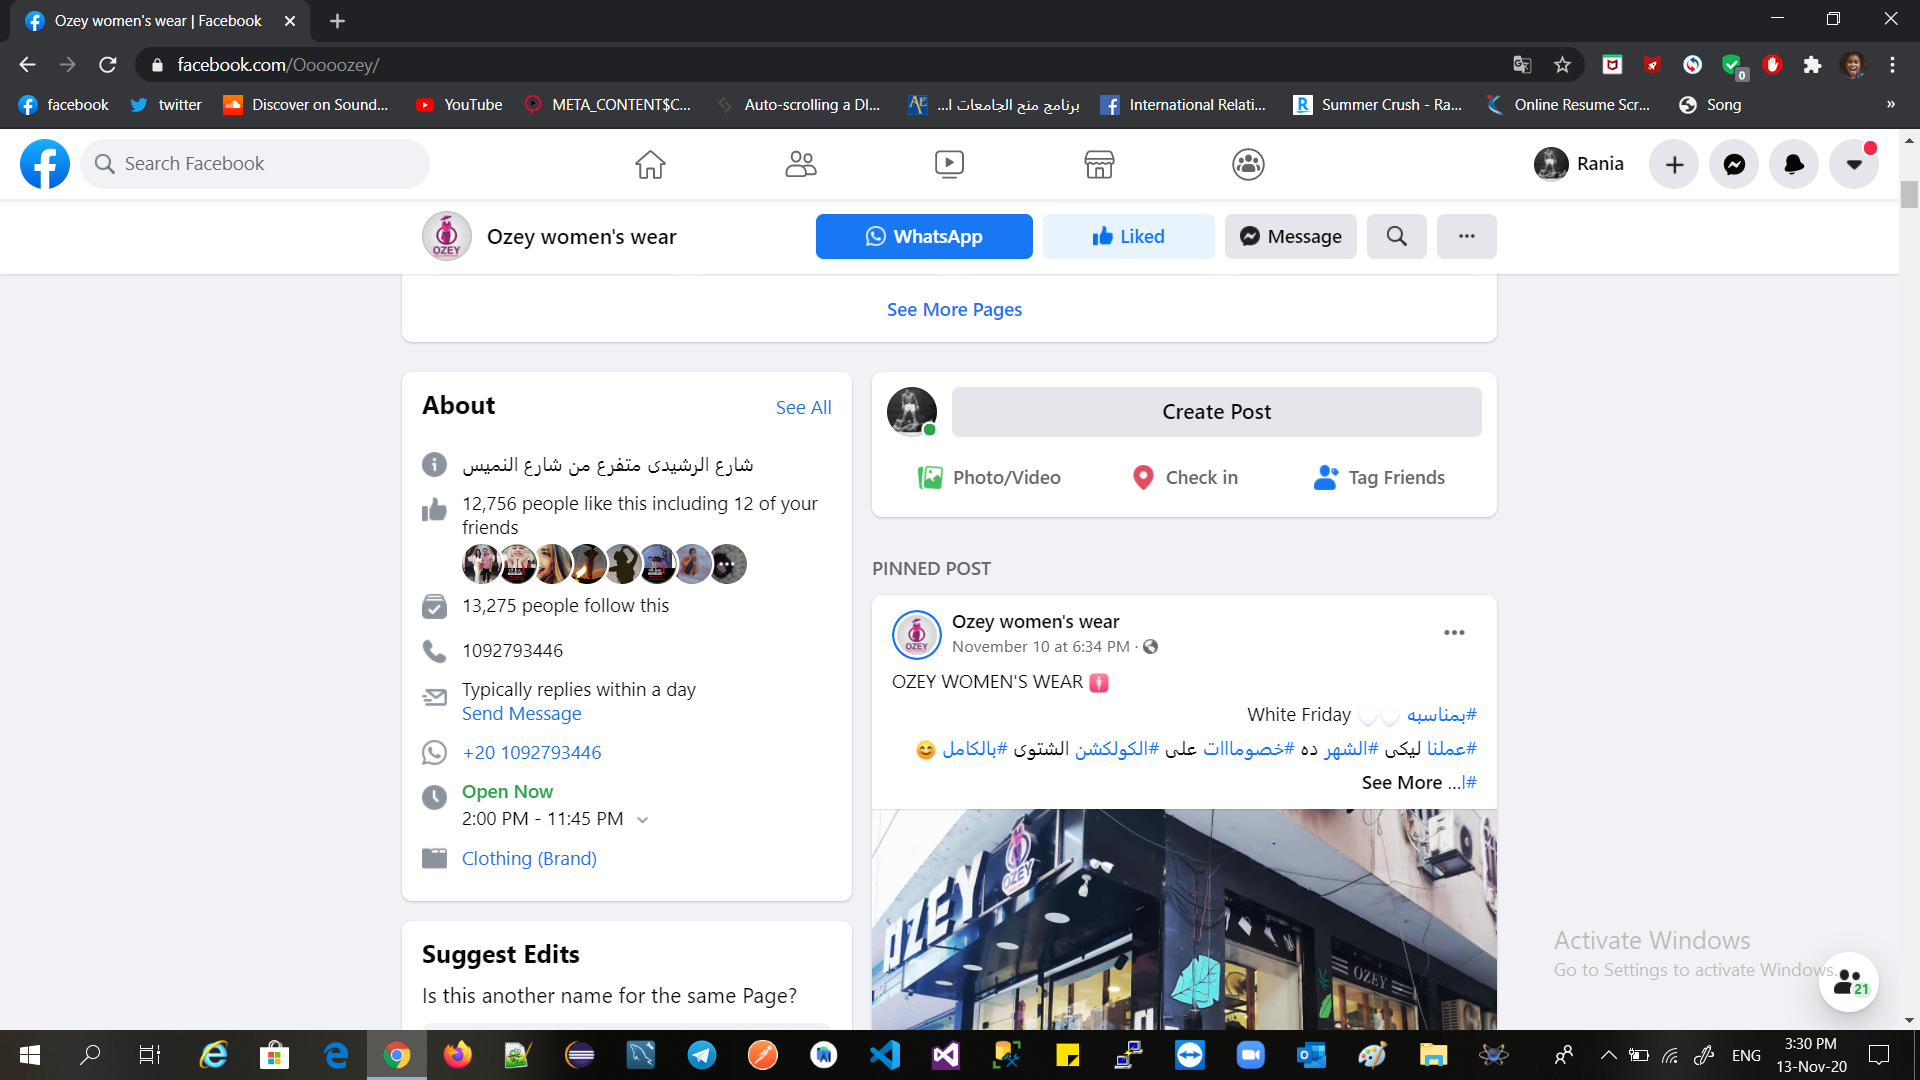 Ozey women's wear | Facebook
facebook.com/Ooooozey/
0
facebook
twitter
Discover on Sound...
YouTube
META_CONTENT$C...
Auto-scrolling a DI...
برنامج منح الجامعات ا...
International Relati...
Summer Crush - Ra...
Online Resume Scr...
Song
»
Search Facebook
Rania
OZEY
Ozey women's wear
WhatsApp
Liked
Message
See More Pages
About
See All
شارع الرشيدى متفرع من شارع النميس
12,756 people like this including 12 of your
friends
13,275 people follow this
1092793446
Typically replies within a day
Send Message
+20 1092793446
Open Now
2:00 PM - 11:45 PM
Clothing (Brand)
Suggest Edits
Is this another name for the same Page?
Create Post
Photo/Video
Check in
Tag Friends
PINNED POST
OZEY
Ozey women's wear
November 10 at 6:34 PM ·
OZEY WOMEN'S WEAR
#بمناسبه 🤍🤍 White Friday
#عملنا ليكى #الشهر ده #خصومااات على #الكولكشن الشتوى #بالكامل 😊
#ا... See More
OZEY
OZEY
OZEY
Activate Windows
Go to Settings to activate Windows.
21
ENG
3:30 PM
13-Nov-20